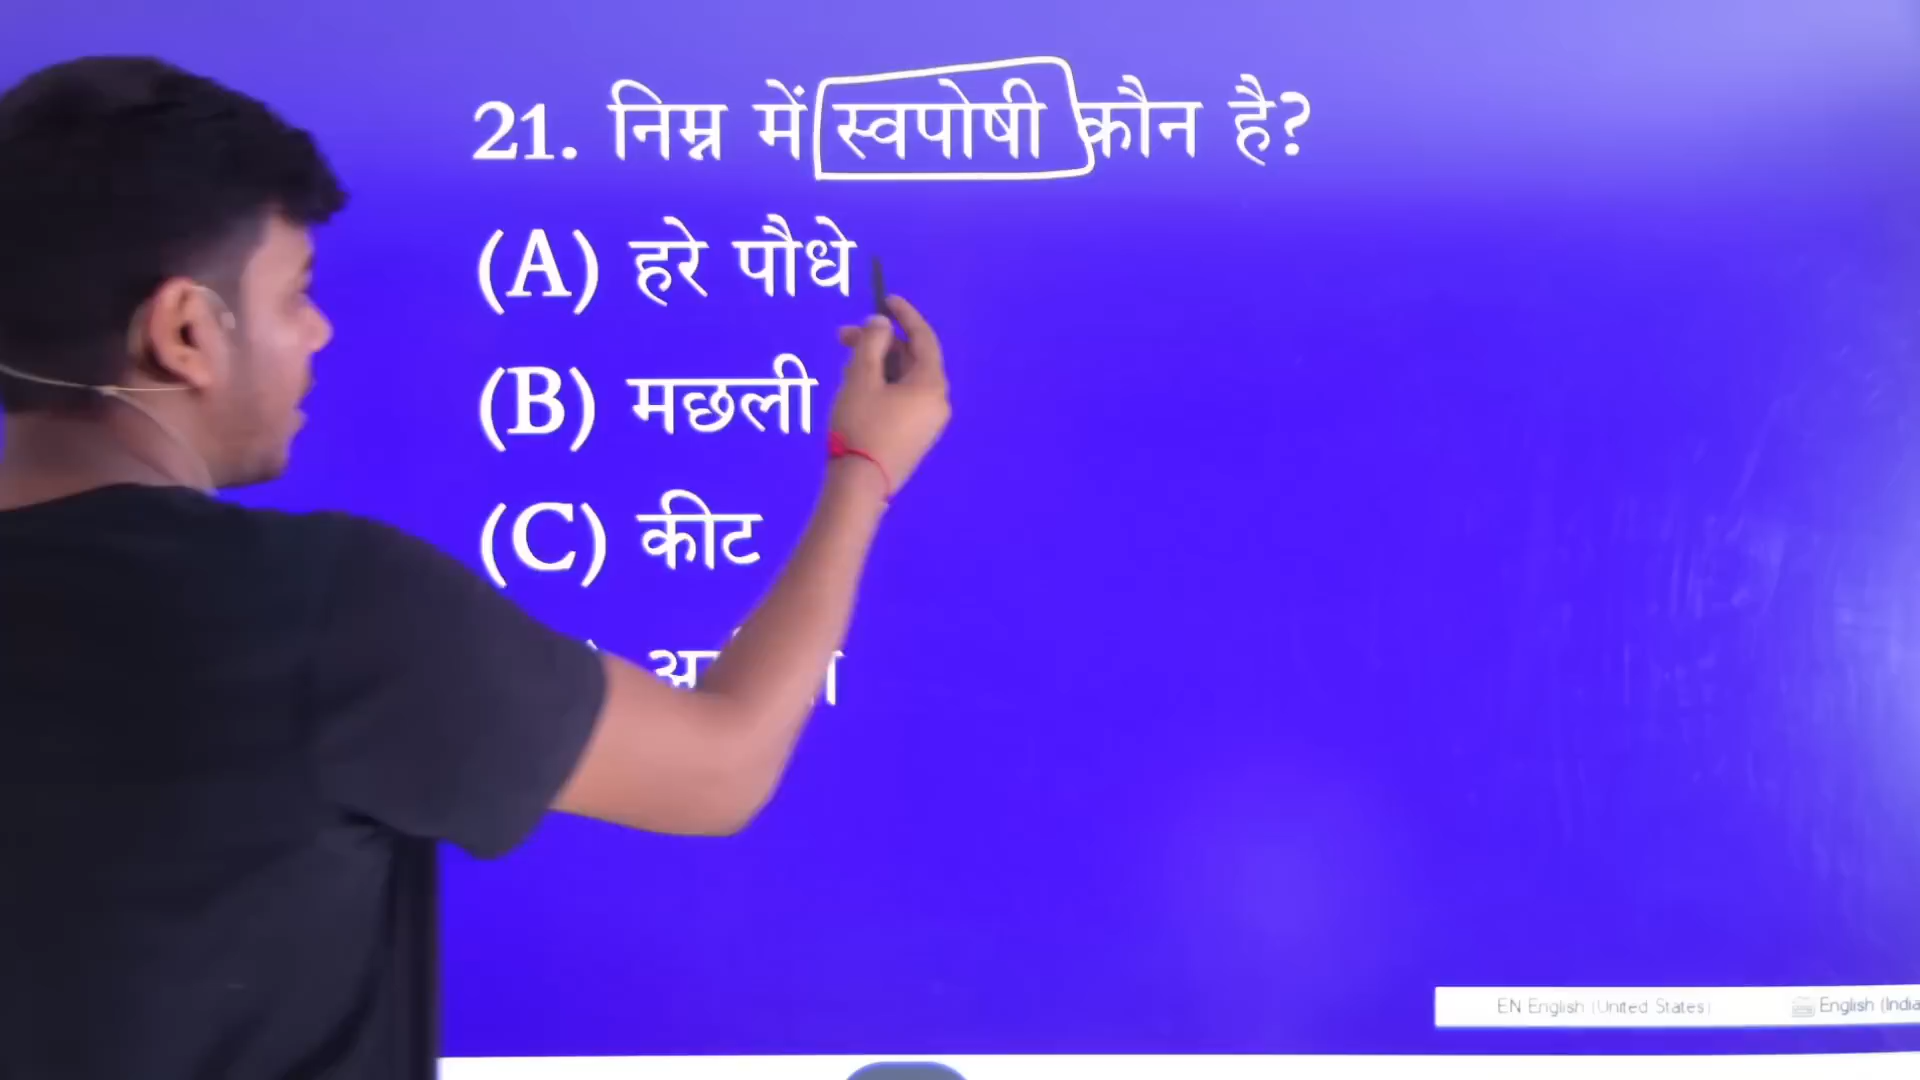 21. निम्न में स्वपोषी कौन है?
(A) हरे पौधे
(B) मछली
(C) कीट
EN English (United States)
English (India